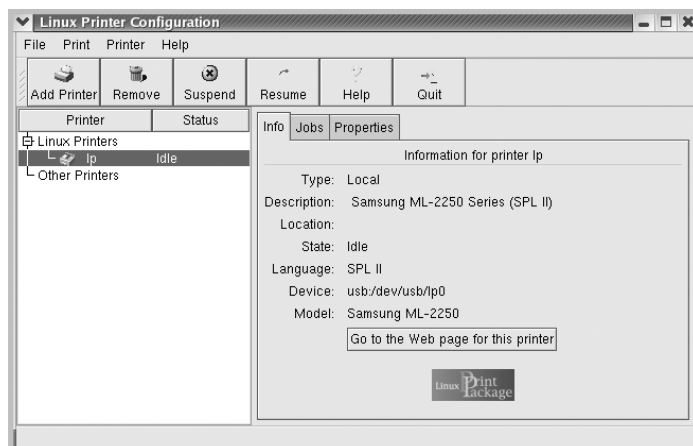 Linux Printer Configuration
File Print Printer Help
Add Printer Remove Suspend Resume Help Quit
Printer Status
Linux Printers
lp Idle
Other Printers
Info Jobs Properties
Information for printer lp
Type: Local
Description: Samsung ML-2250 Series (SPL II)
Location:
State: Idle
Language: SPL II
Device: usb:/dev/usb/lp0
Model: Samsung ML-2250
Go to the Web page for this printer
Linux Print Package